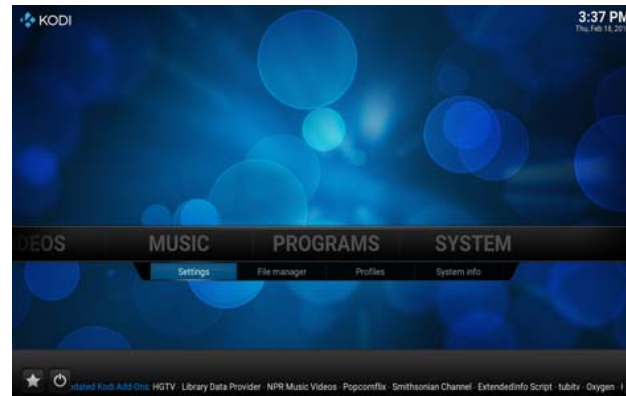 KODI
3:37 PM
Thu, Feb 18, 201
DEOS MUSIC PROGRAMS SYSTEM
Settings File manager Profiles System info
dated Kodi Add-Ons: HGTV · Library Data Provider · NPR Music Videos · Popcornflix · Smithsonian Channel · ExtendedInfo Script · tubitv · Oxygen ·